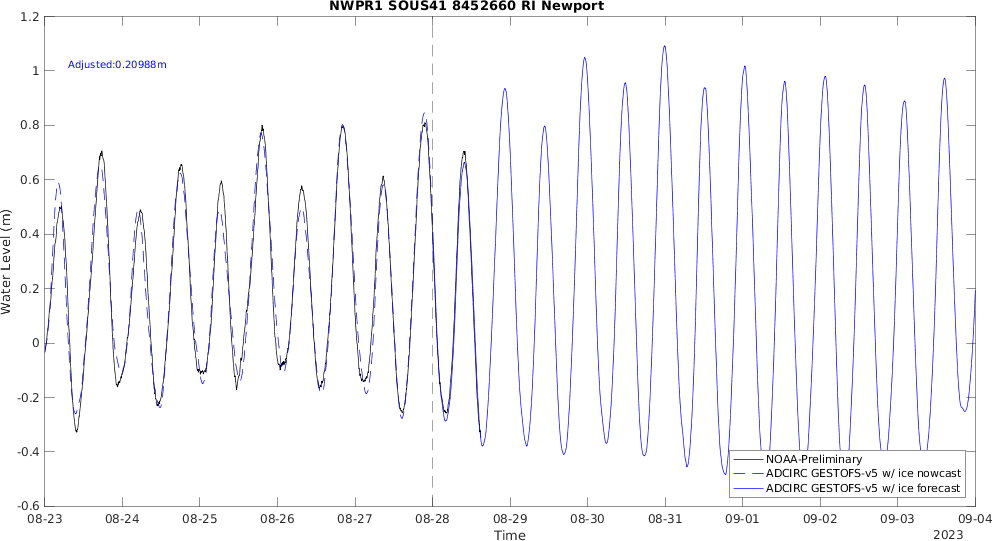 NWPR1 SOUS41 8452660 RI Newport
1.2
1
0.8
0.6
0.4
0.2
0
-0.2
-0.4
-0.6
Water Level (m)
Adjusted:0.20988m
NOAA-Preliminary
ADCIRC GESTOFS-v5 w/ ice nowcast
ADCIRC GESTOFS-v5 w/ ice forecast
08-23 08-24 08-25 08-26 08-27 08-28 08-29 08-30 08-31 09-01 09-02 09-03 09-04
Time
2023